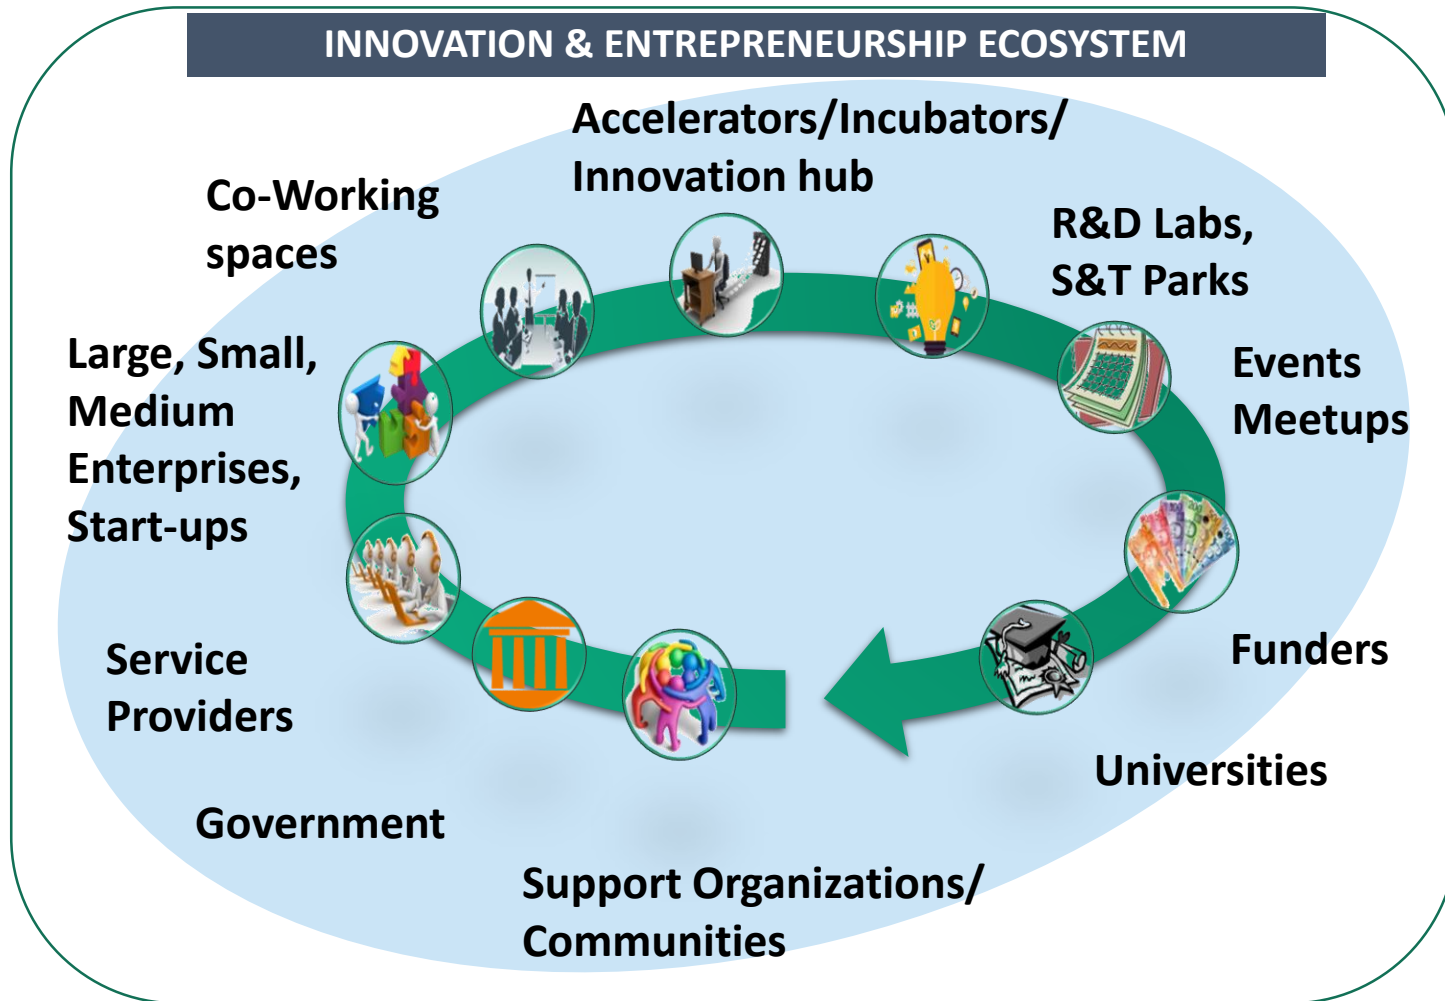 INNOVATION & ENTREPRENEURSHIP ECOSYSTEM
Accelerators/Incubators/
Innovation hub
Co-Working
spaces
R&D Labs,
S&T Parks
Large, Small,
Medium
Enterprises,
Start-ups
Events
Meetups
Service
Providers
Funders
Universities
Government
Support Organizations/
Communities